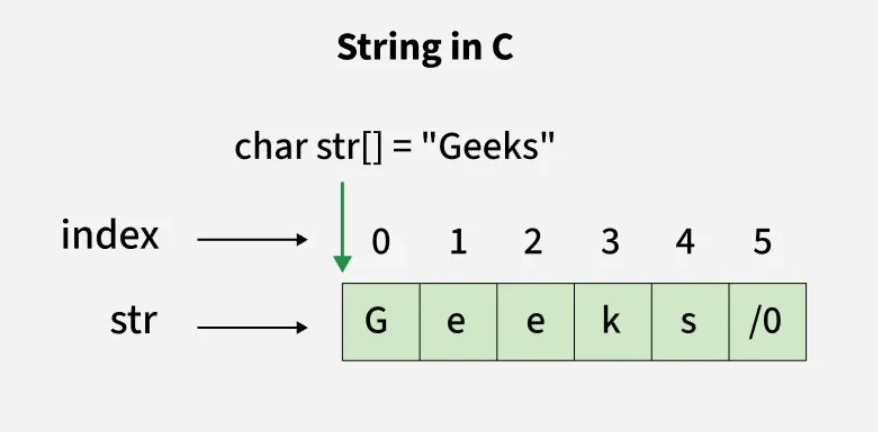 String in C
char str[] = "Geeks"
index 0 1 2 3 4 5
str G e e k s /0